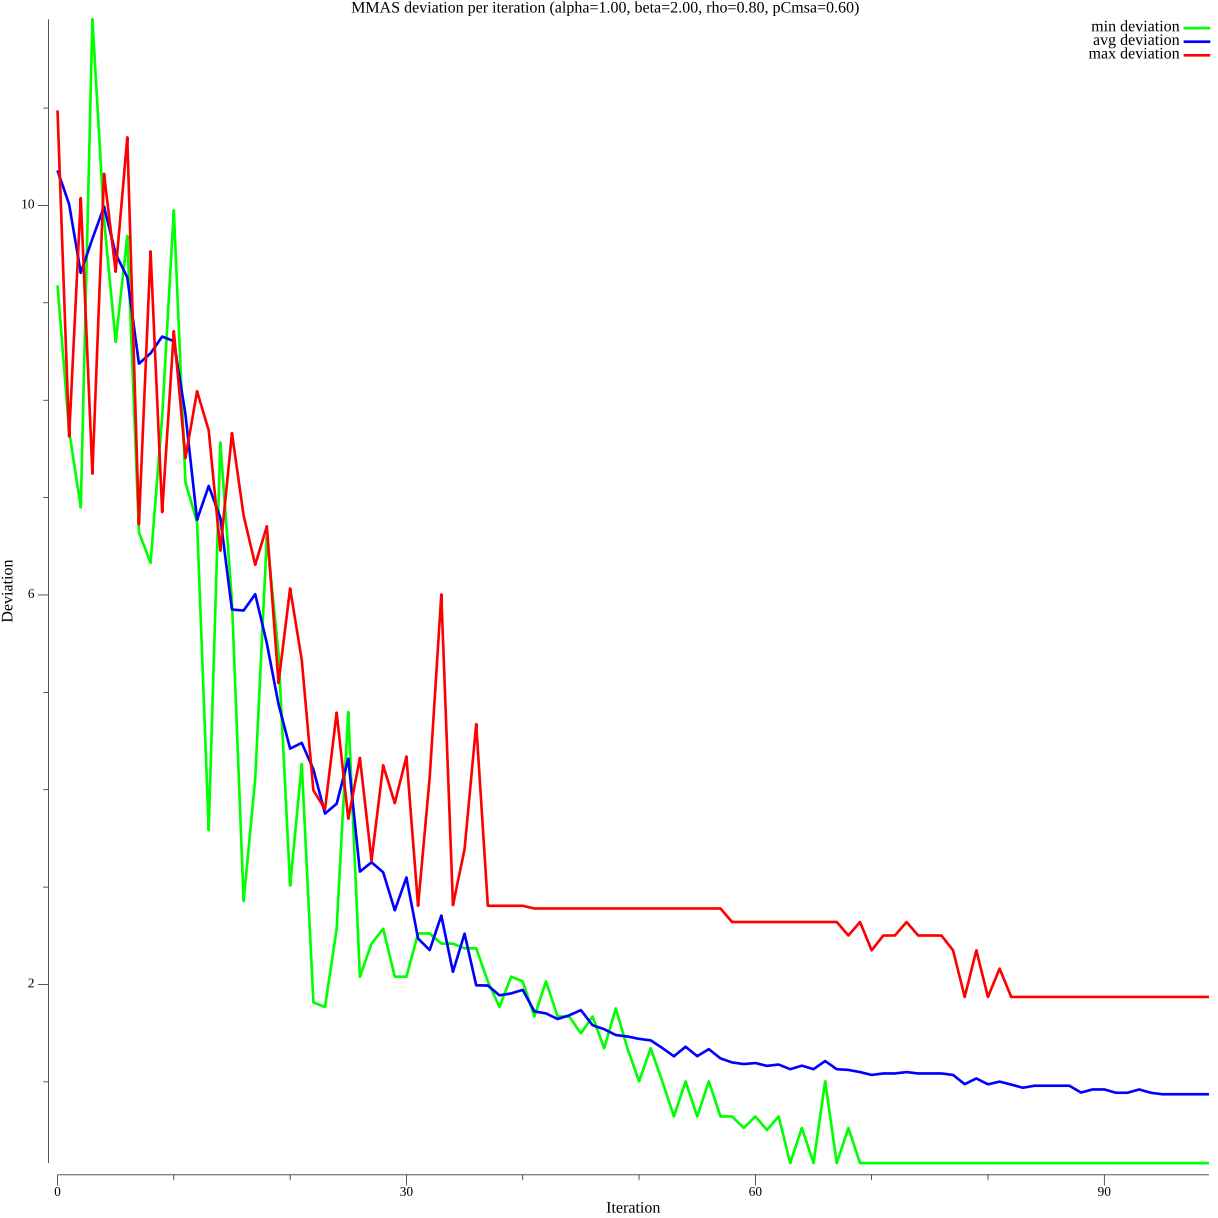 MMAS deviation per iteration (alpha=1.00, beta=2.00, rho=0.80, pCmsa=0.60)
min deviation
avg deviation
max deviation
10
6
2
Deviation
0
30
60
90
Iteration